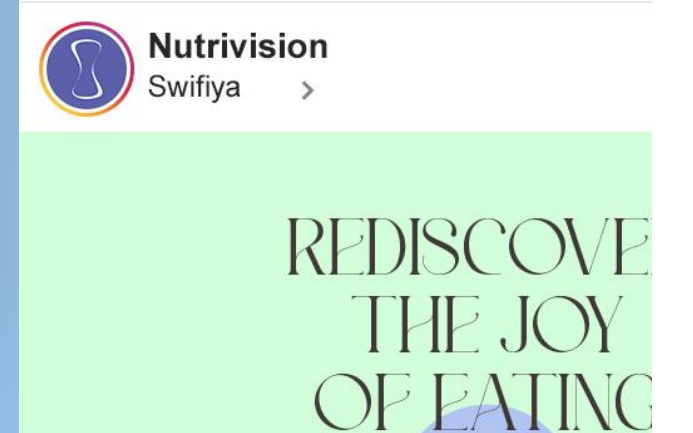 Nutrivision
Swifiya
REDISCOVE
THE JOY
OF EATING